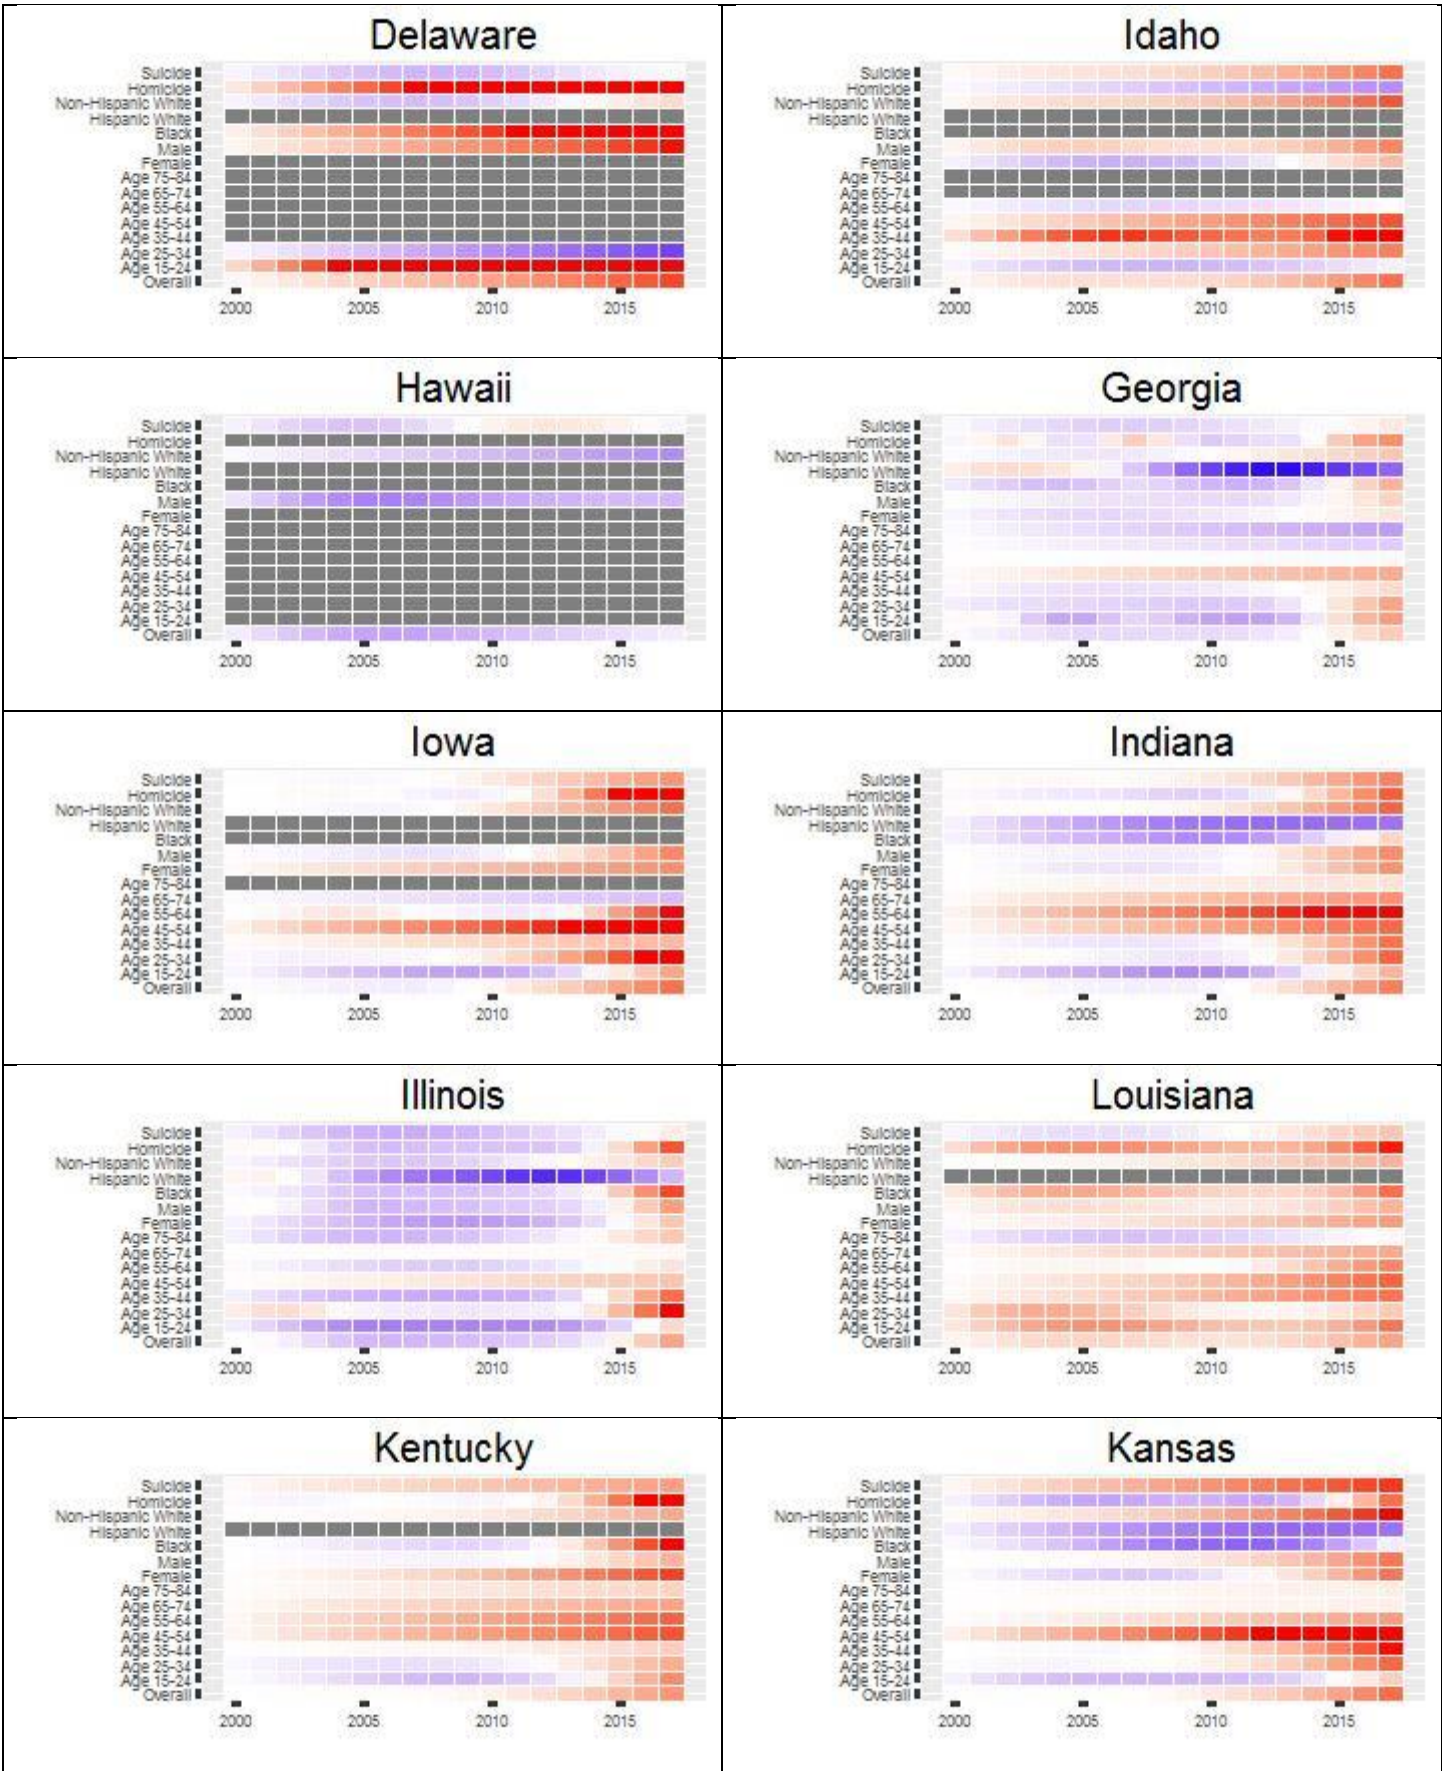 Delaware
Suicide
Homicide
Non-Hispanic White
Hispanic White
Black
Male
Female
Age 75-84
Age 65-74
Age 55-64
Age 45-54
Age 35-44
Age 25-34
Age 15-24
Overall
2000 2005 2010 2015
Idaho
Suicide
Homicide
Non-Hispanic White
Hispanic White
Black
Male
Female
Age 75-84
Age 65-74
Age 55-64
Age 45-54
Age 35-44
Age 25-34
Age 15-24
Overall
2000 2005 2010 2015
Hawaii
Suicide
Homicide
Non-Hispanic White
Hispanic White
Black
Male
Female
Age 75-84
Age 65-74
Age 55-64
Age 45-54
Age 35-44
Age 25-34
Age 15-24
Overall
2000 2005 2010 2015
Georgia
Suicide
Homicide
Non-Hispanic White
Hispanic White
Black
Male
Female
Age 75-84
Age 65-74
Age 55-64
Age 45-54
Age 35-44
Age 25-34
Age 15-24
Overall
2000 2005 2010 2015
Iowa
Suicide
Homicide
Non-Hispanic White
Hispanic White
Black
Male
Female
Age 75-84
Age 65-74
Age 55-64
Age 45-54
Age 35-44
Age 25-34
Age 15-24
Overall
2000 2005 2010 2015
Indiana
Suicide
Homicide
Non-Hispanic White
Hispanic White
Black
Male
Female
Age 75-84
Age 65-74
Age 55-64
Age 45-54
Age 35-44
Age 25-34
Age 15-24
Overall
2000 2005 2010 2015
Illinois
Suicide
Homicide
Non-Hispanic White
Hispanic White
Black
Male
Female
Age 75-84
Age 65-74
Age 55-64
Age 45-54
Age 35-44
Age 25-34
Age 15-24
Overall
2000 2005 2010 2015
Louisiana
Suicide
Homicide
Non-Hispanic White
Hispanic White
Black
Male
Female
Age 75-84
Age 65-74
Age 55-64
Age 45-54
Age 35-44
Age 25-34
Age 15-24
Overall
2000 2005 2010 2015
Kentucky
Suicide
Homicide
Non-Hispanic White
Hispanic White
Black
Male
Female
Age 75-84
Age 65-74
Age 55-64
Age 45-54
Age 35-44
Age 25-34
Age 15-24
Overall
2000 2005 2010 2015
Kansas
Suicide
Homicide
Non-Hispanic White
Hispanic White
Black
Male
Female
Age 75-84
Age 65-74
Age 55-64
Age 45-54
Age 35-44
Age 25-34
Age 15-24
Overall
2000 2005 2010 2015